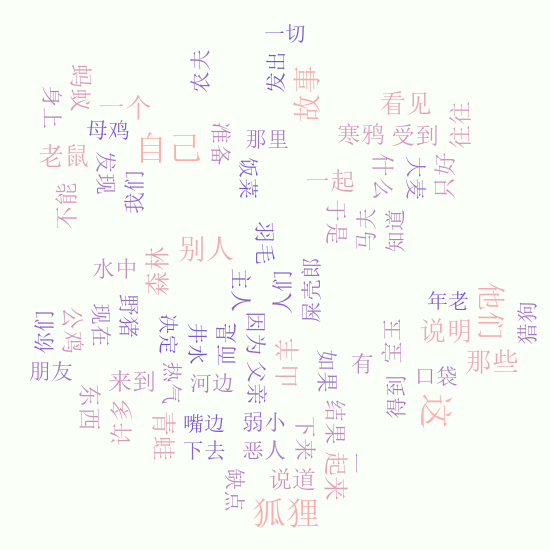 一切
农夫
发出
故事
蚂蚁
身上
一个
看见
母鸡
自己
准备
那里
寒鸦
受到
往往
老鼠
发现
我们
饭菜
一起
什么
大麦
只好
不能
于是
马夫
知道
羽毛
别人
森林
水中
主人
人们
屎壳郎
年老
他们
猎狗
你们
公鸡
现在
野猪
决定
井水
因为
说明
宝玉
那些
朋友
来到
热气
河边
父亲
如果
有
得到
口袋
这
东西
许多
青蛙
嘴边
弱小
下去
恶人
下来
结果
起来
一
缺点
说道
狐狸